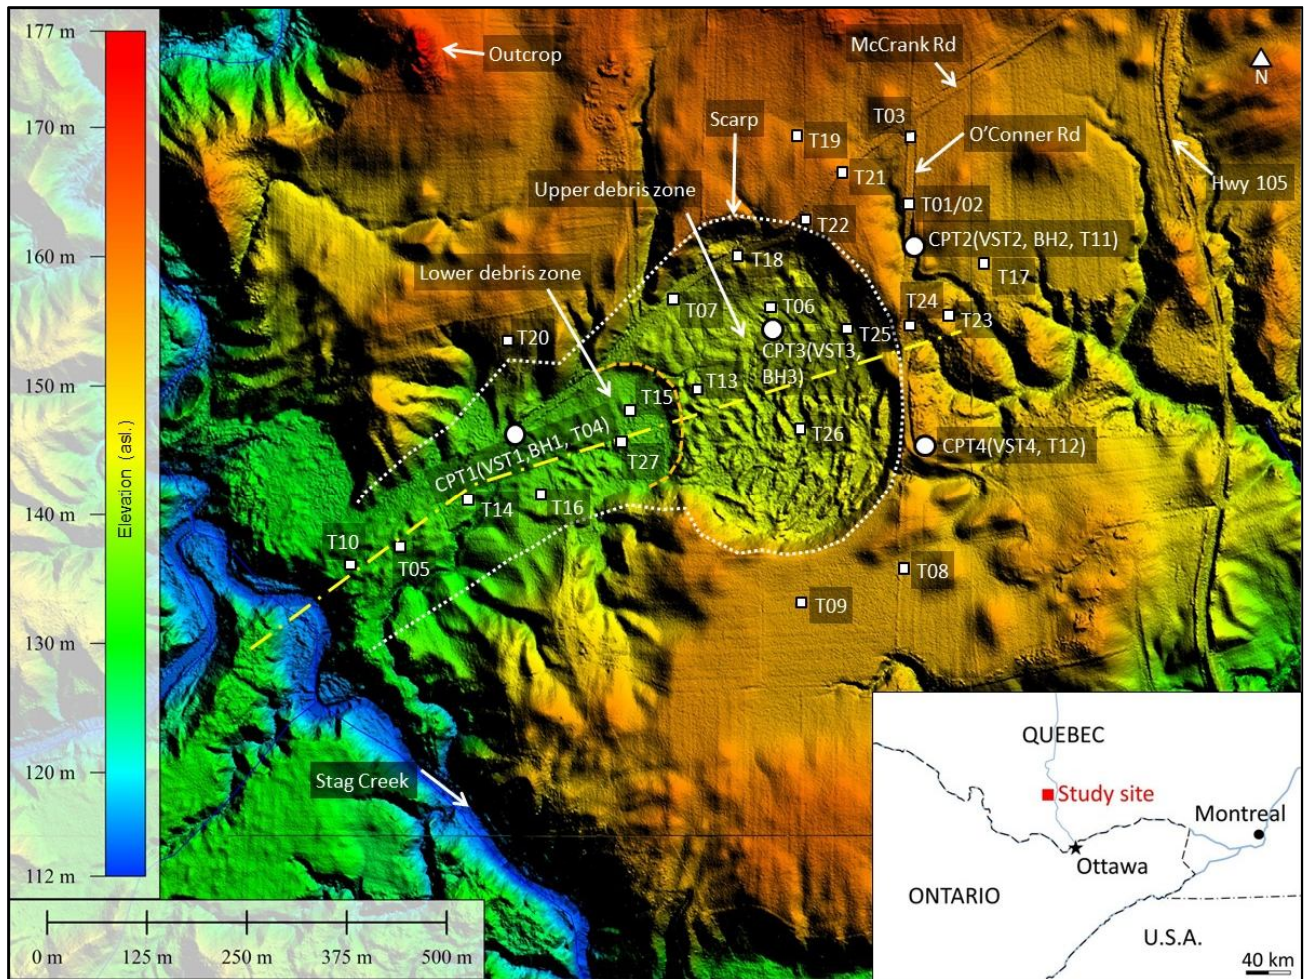 177 m
170 m
160 m
150 m
140 m
130 m
120 m
112 m
Elevation (asl.)
0 m 125 m 250 m 375 m 500 m
Outcrop
McCrank Rd
N
Scarp
T03
T19
O'Conner Rd
T21
Upper debris zone
Hwy 105
T01/02
T22
CPT2(VST2, BH2, T11)
T18
T17
Lower debris zone
T07
T06
T24
T23
T20
T25
CPT3(VST3,
BH3)
T13
T15
T26
CPT1(VST1,BH1, T04)
CPT4(VST4, T12)
T27
T14
T16
T10
T05
T08
T09
Stag Creek
QUEBEC
Study site
Montreal
Ottawa
ONTARIO
U.S.A.
40 km